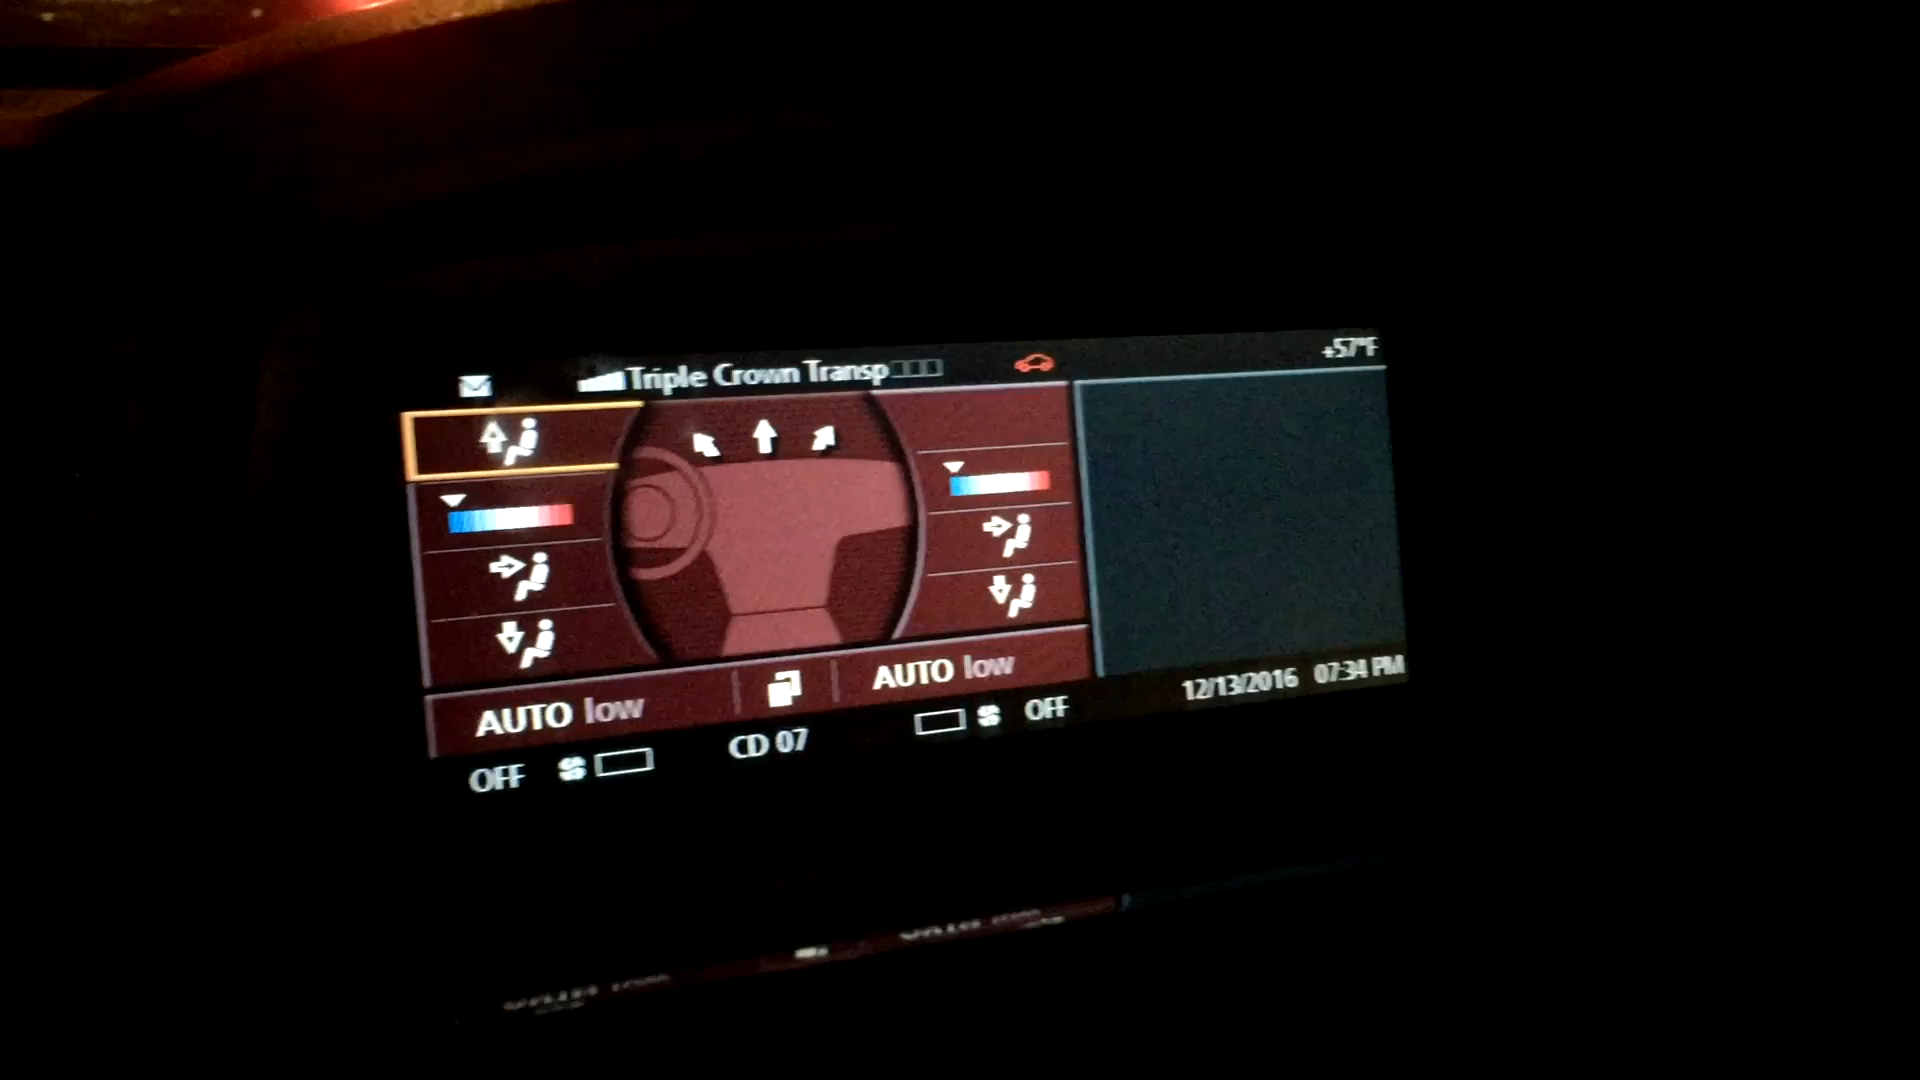 Triple Crown Transp
+57°F
AUTO low
AUTO low
12/13/2016 07:34 PM
OFF
CD 07
OFF